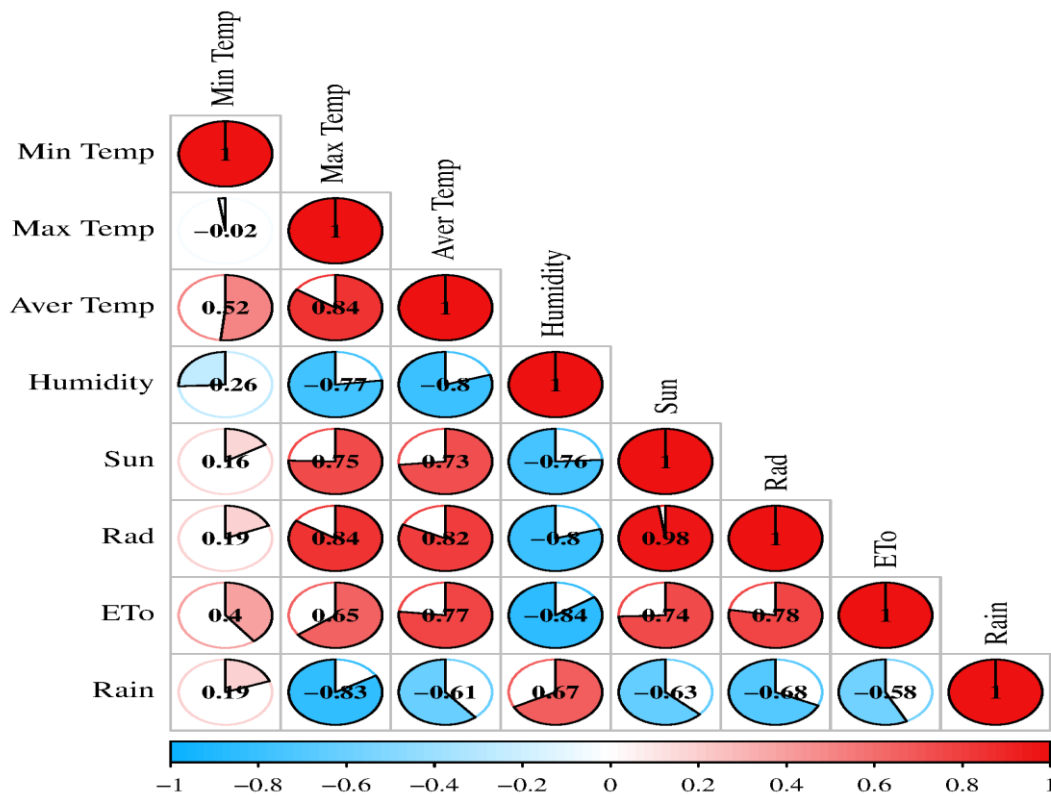 Min Temp
Max Temp
Aver Temp
Humidity
Sun
Rad
ETo
Rain
Min Temp 1
Max Temp −0.02 1
Aver Temp 0.52 0.84 1
Humidity −0.26 −0.77 −0.8 1
Sun 0.16 0.75 0.73 −0.76 1
Rad 0.19 0.84 0.82 −0.8 0.98 1
ETo 0.4 0.65 0.77 −0.84 0.74 0.78 1
Rain 0.19 −0.83 −0.61 0.67 −0.63 −0.68 −0.58 1
−1 −0.8 −0.6 −0.4 −0.2 0 0.2 0.4 0.6 0.8 1